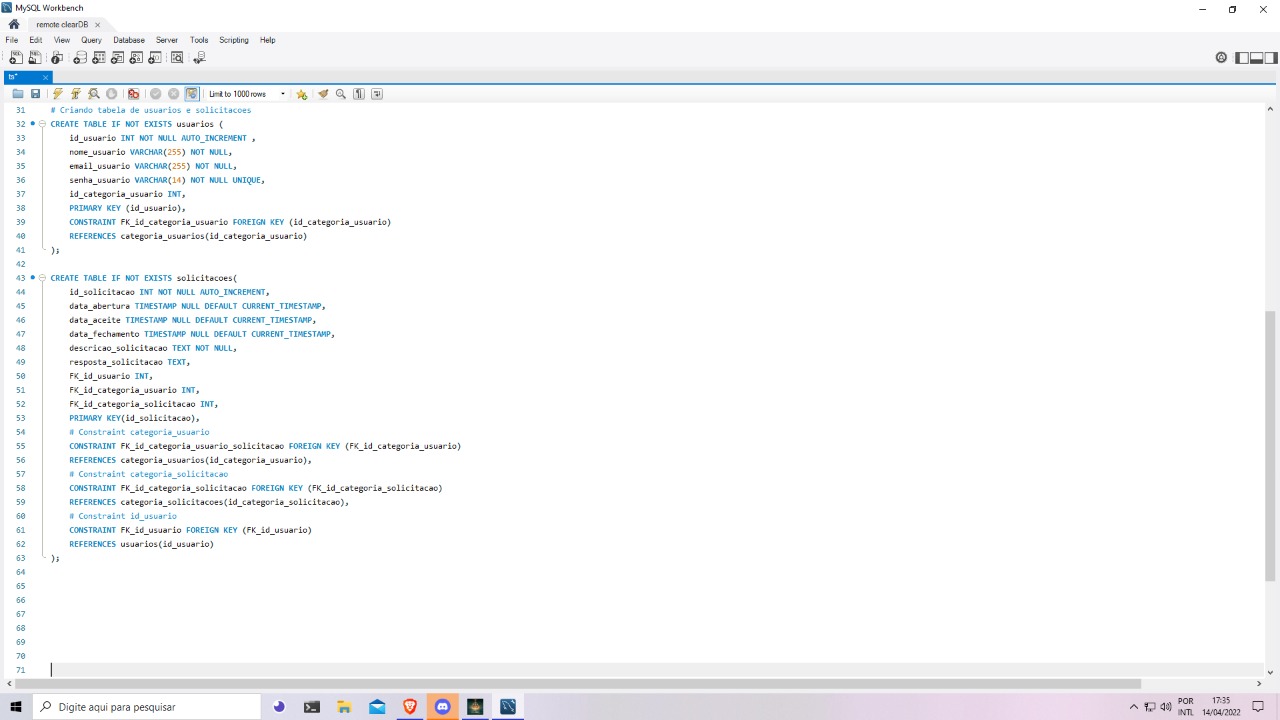 MySQL Workbench
remote clearDB
File Edit View Query Database Server Tools Scripting Help
ts*
Limit to 1000 rows
31 # Criando tabela de usuarios e solicitacoes
32 CREATE TABLE IF NOT EXISTS usuarios (
33 id_usuario INT NOT NULL AUTO_INCREMENT ,
34 nome_usuario VARCHAR(255) NOT NULL,
35 email_usuario VARCHAR(255) NOT NULL,
36 senha_usuario VARCHAR(14) NOT NULL UNIQUE,
37 id_categoria_usuario INT,
38 PRIMARY KEY (id_usuario),
39 CONSTRAINT FK_id_categoria_usuario FOREIGN KEY (id_categoria_usuario)
40 REFERENCES categoria_usuarios(id_categoria_usuario)
41 );
42
43 CREATE TABLE IF NOT EXISTS solicitacoes(
44 id_solicitacao INT NOT NULL AUTO_INCREMENT,
45 data_abertura TIMESTAMP NULL DEFAULT CURRENT_TIMESTAMP,
46 data_aceite TIMESTAMP NULL DEFAULT CURRENT_TIMESTAMP,
47 data_fechamento TIMESTAMP NULL DEFAULT CURRENT_TIMESTAMP,
48 descricao_solicitacao TEXT NOT NULL,
49 resposta_solicitacao TEXT,
50 FK_id_usuario INT,
51 FK_id_categoria_usuario INT,
52 FK_id_categoria_solicitacao INT,
53 PRIMARY KEY(id_solicitacao),
54 # Constraint categoria_usuario
55 CONSTRAINT FK_id_categoria_usuario_solicitacao FOREIGN KEY (FK_id_categoria_usuario)
56 REFERENCES categoria_usuarios(id_categoria_usuario),
57 # Constraint categoria_solicitacao
58 CONSTRAINT FK_id_categoria_solicitacao FOREIGN KEY (FK_id_categoria_solicitacao)
59 REFERENCES categoria_solicitacoes(id_categoria_solicitacao),
60 # Constraint id_usuario
61 CONSTRAINT FK_id_usuario FOREIGN KEY (FK_id_usuario)
62 REFERENCES usuarios(id_usuario)
63 );
64
65
66
67
68
69
70
71
Digite aqui para pesquisar
POR
INTL
17:35
14/04/2022